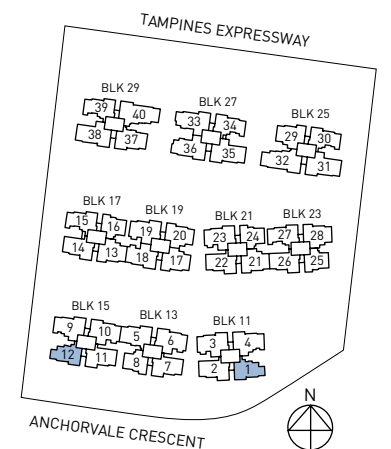 TAMPINES EXPRESSWAY
BLK 29
39 40
38 37
BLK 27
33 34
36 35
BLK 25
29 30
32 31
BLK 17
15 16
14 13
BLK 19
19 20
18 17
BLK 21
23 24
22 21
BLK 23
27 28
26 25
BLK 15
9 10
12 11
BLK 13
5 6
8 7
BLK 11
3 4
2 1
N
ANCHORVALE CRESCENT